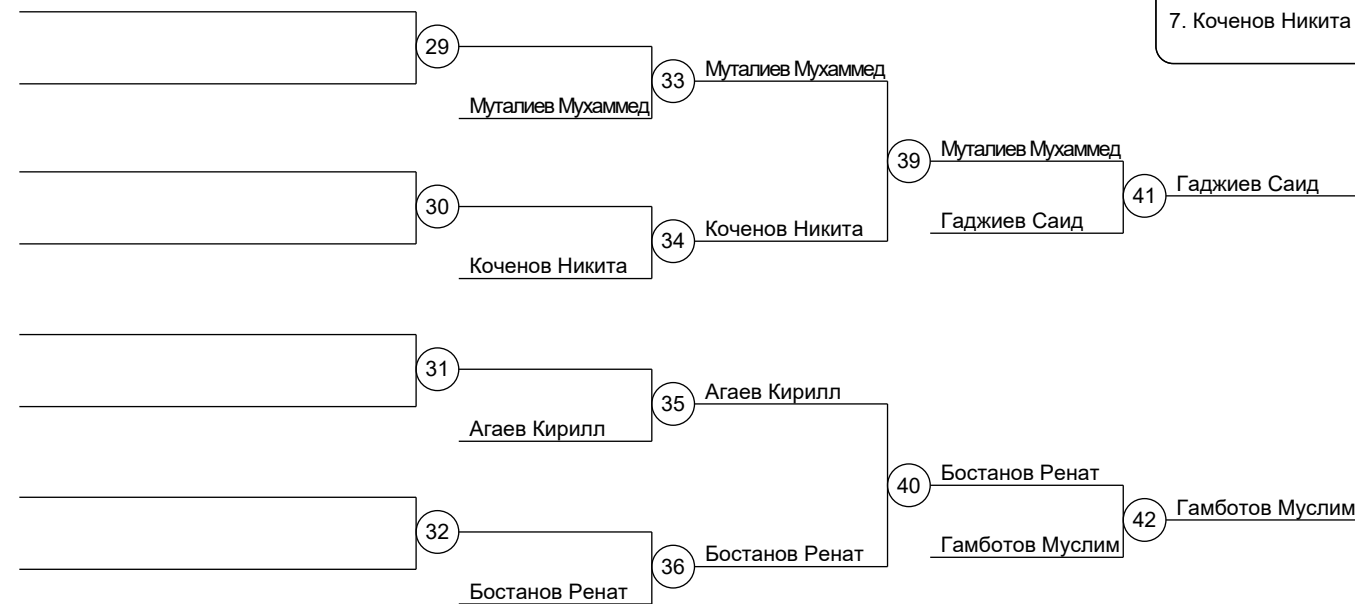 7. Коченов Никита
29
33
Муталиев Мухаммед
Муталиев Мухаммед
39
Муталиев Мухаммед
30
41
Гаджиев Саид
34
Коченов Никита
Гаджиев Саид
Коченов Никита
31
35
Агаев Кирилл
Агаев Кирилл
40
Бостанов Ренат
32
42
Гамботов Муслим
36
Бостанов Ренат
Гамботов Муслим
Бостанов Ренат